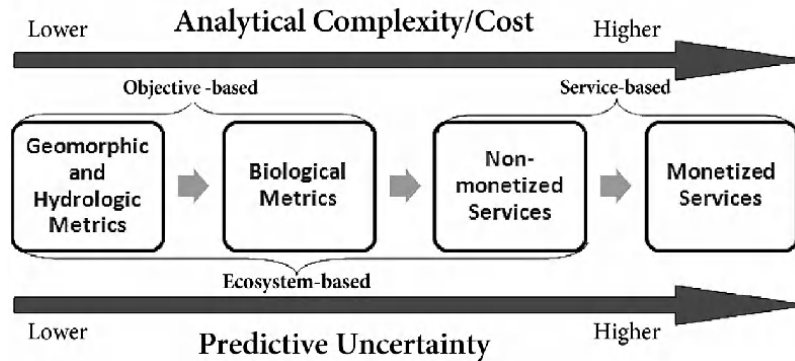 Analytical Complexity/Cost
Lower
Higher
Objective -based
Service-based
Geomorphic
and
Hydrologic
Metrics
Biological
Metrics
Non-
monetized
Services
Monetized
Services
Ecosystem-based
Lower
Higher
Predictive Uncertainty